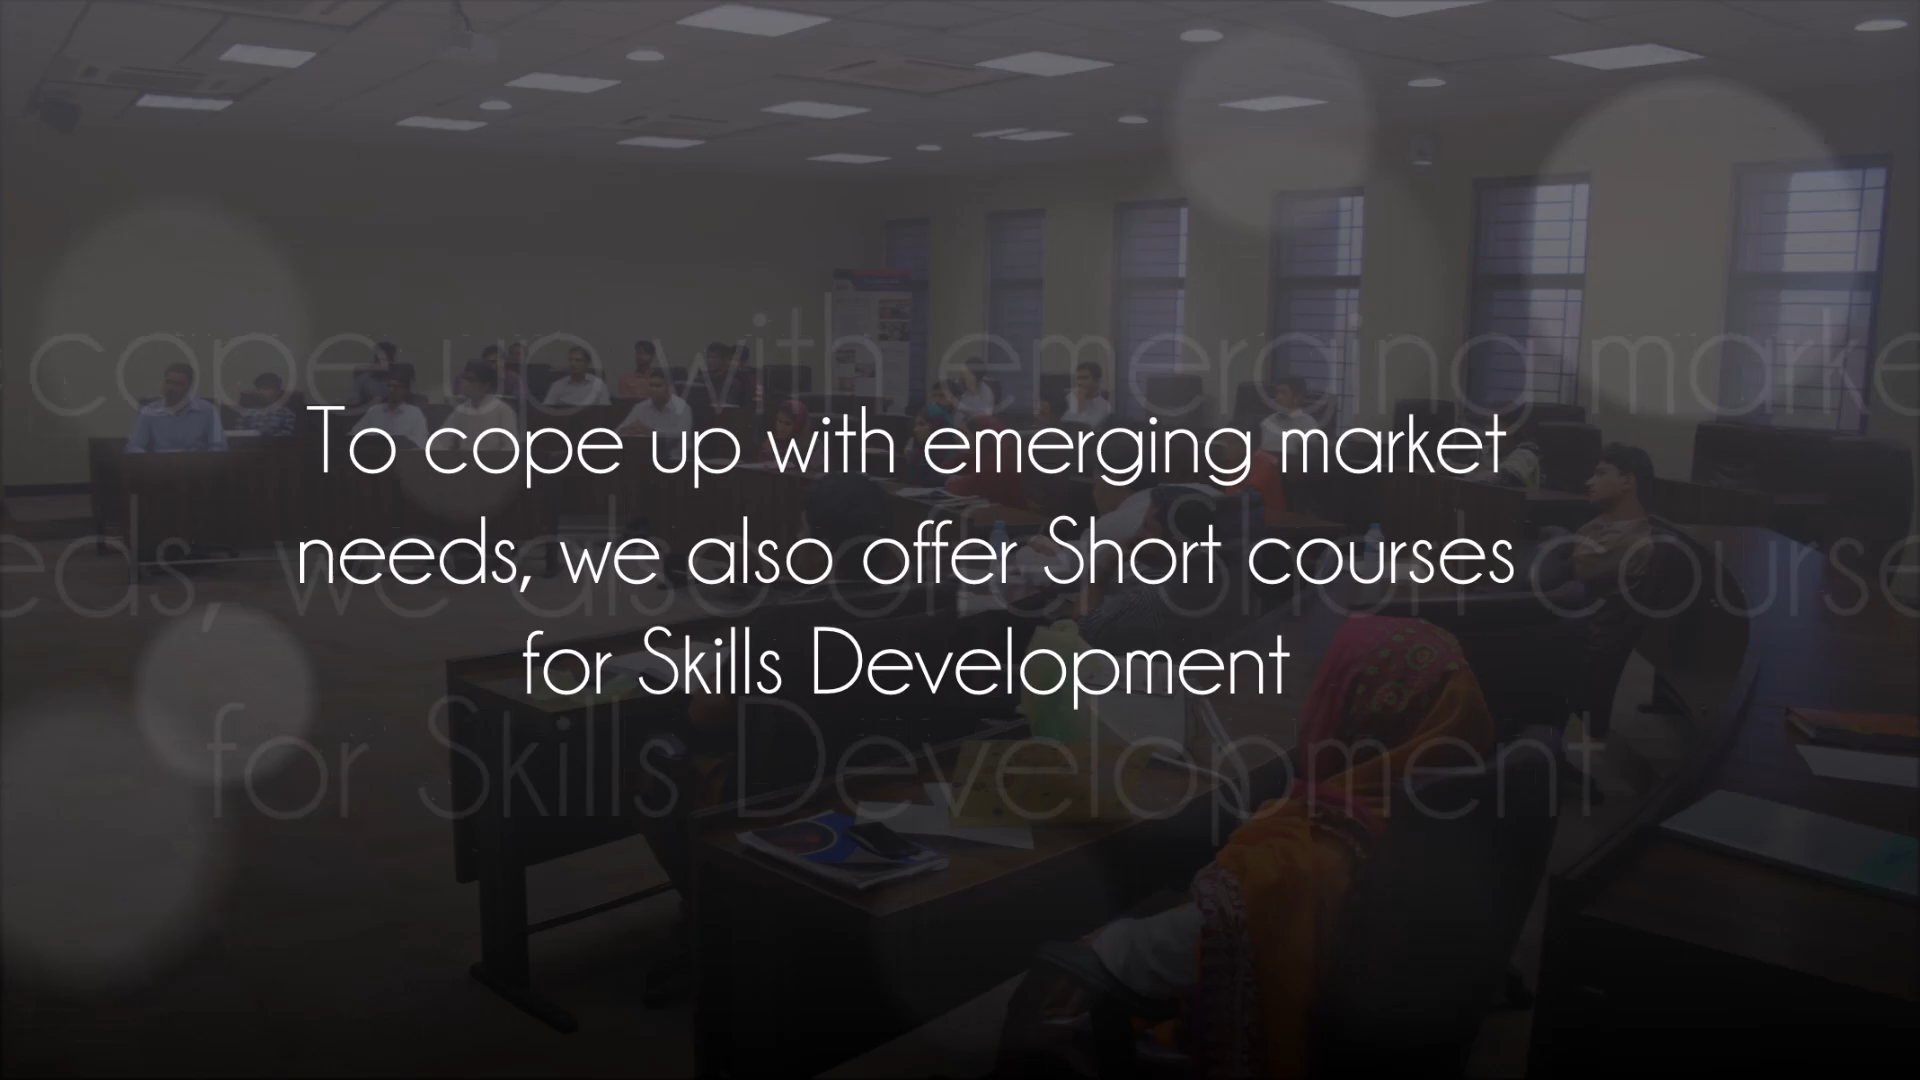 To cope up with emerging market
needs, we also offer Short courses
for Skills Development